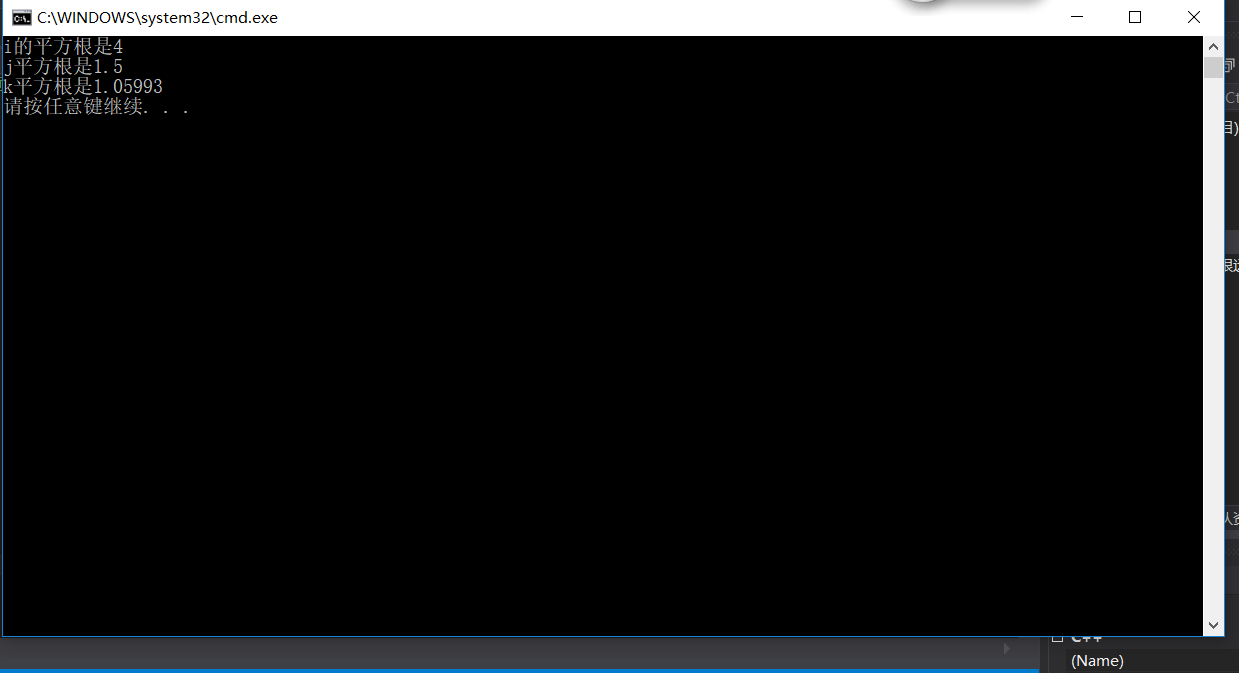 C:\WINDOWS\system32\cmd.exe
i的平方根是4
j平方根是1.5
k平方根是1.05993
请按任意键继续. . .
C++
(Name)